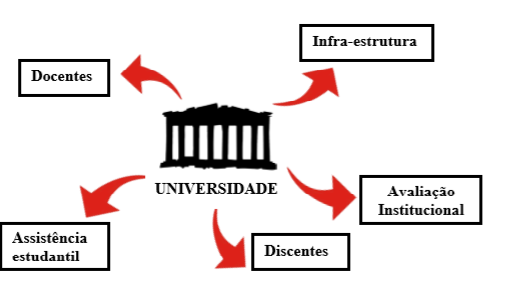 Infra-estrutura
Docentes
UNIVERSIDADE
Avaliação
Institucional
Assistência
estudantil
Discentes